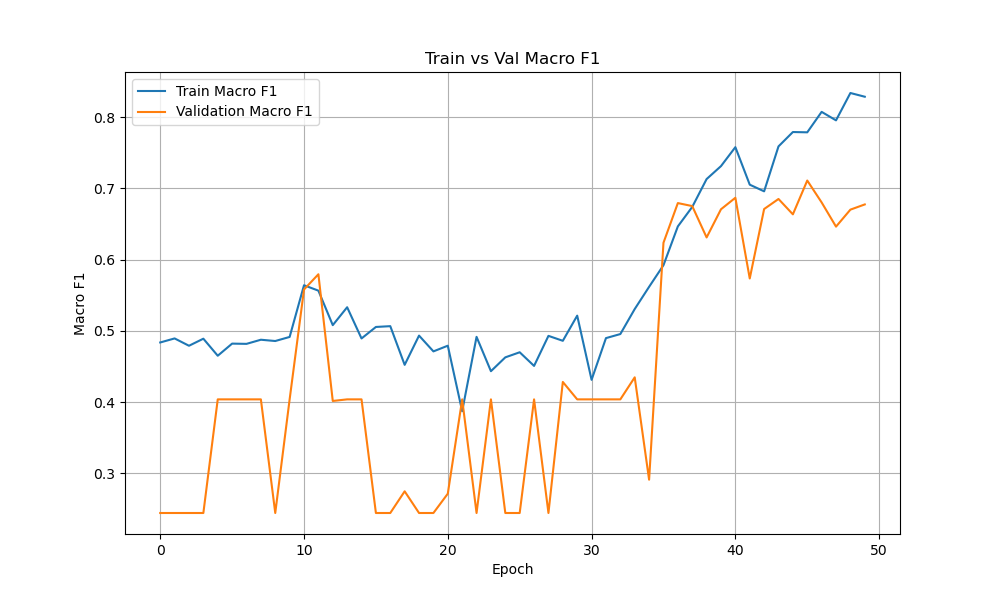 Train vs Val Macro F1
Train Macro F1
Validation Macro F1
0.8
0.7
0.6
0.5
0.4
0.3
Macro F1
0 10 20 30 40 50
Epoch